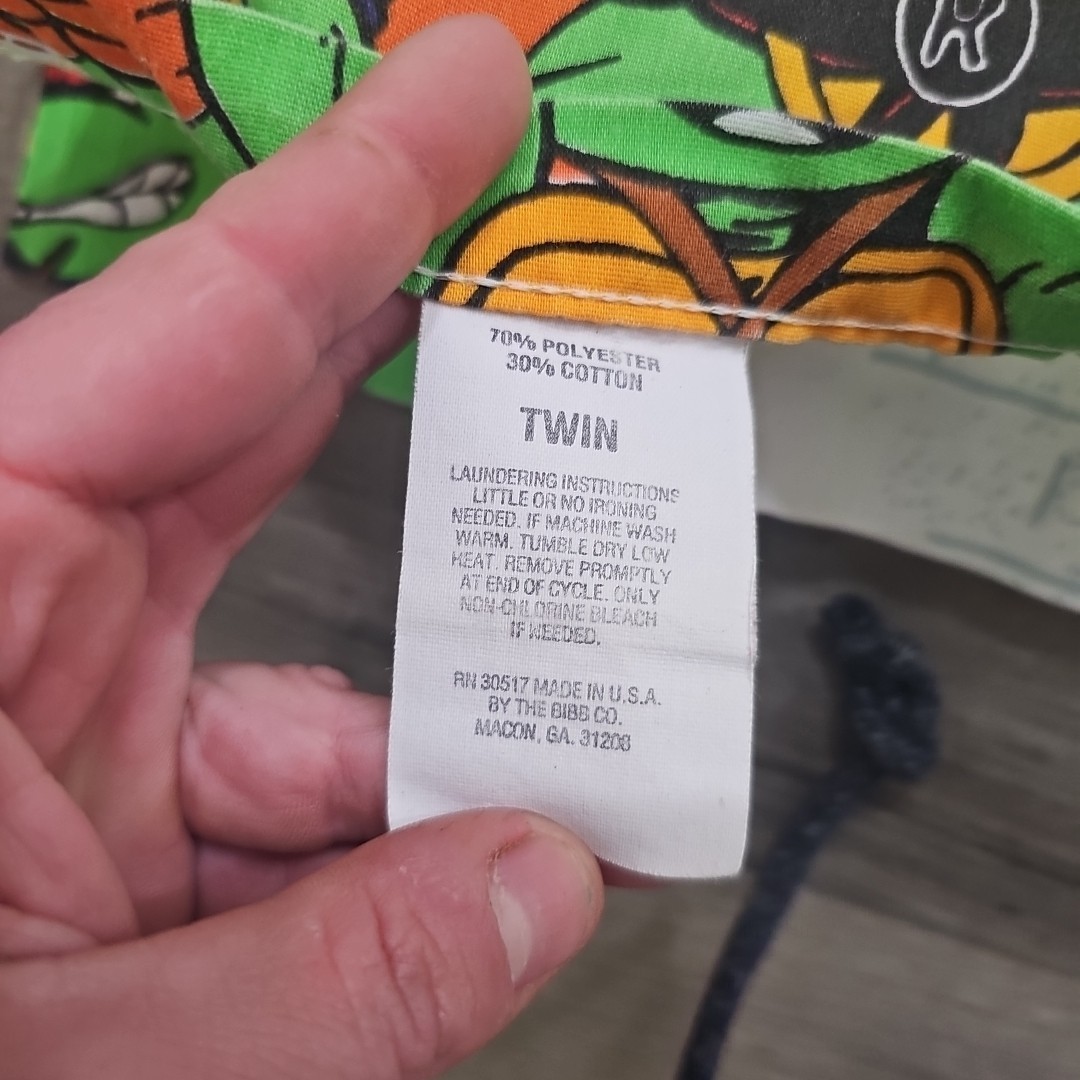 R
70% POLYESTER
30% COTTON
TWIN
LAUNDERING INSTRUCTIONS
LITTLE OR NO IRONING
NEEDED. IF MACHINE WASH
WARM. TUMBLE DRY LOW
HEAT. REMOVE PROMPTLY
AT END OF CYCLE. ONLY
NON-CHLORINE BLEACH
IF NEEDED.
RN 30517 MADE IN U.S.A.
BY THE BIBB CO.
MACON, GA. 31208